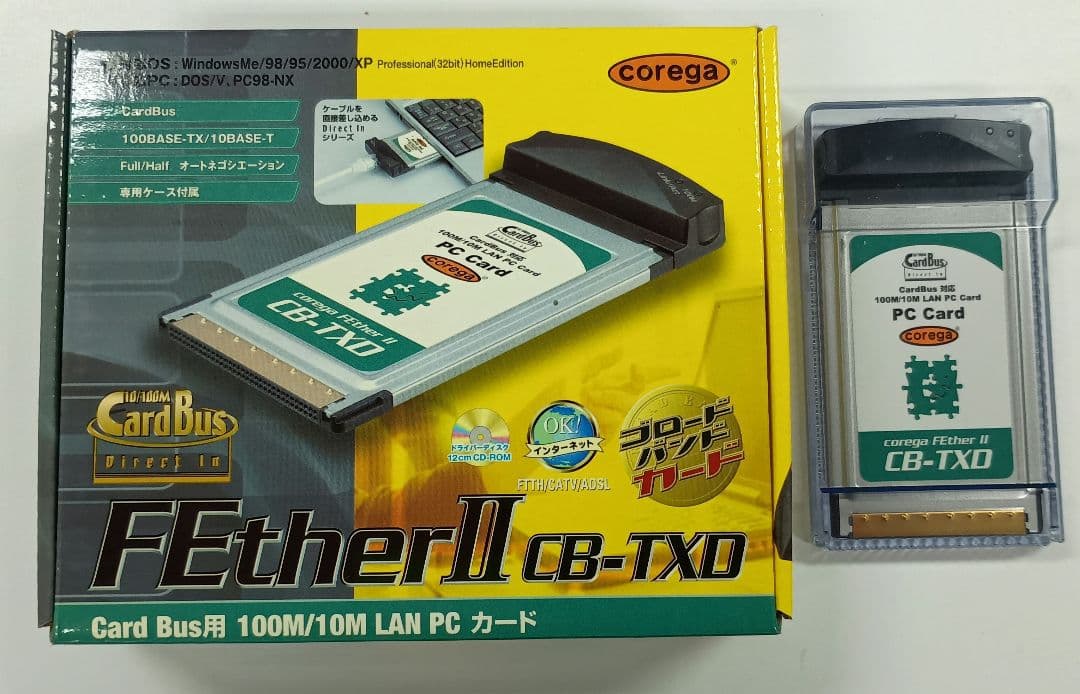 OS : WindowsMe/98/95/2000/XP Professional(32bit) HomeEdition
PC : DOS/V、PC98-NX
corega
CardBus
100BASE-TX/10BASE-T
Full/Half オートネゴシエーション
専用ケース付属
ケーブルを
直接差し込める
Direct In
シリーズ
CardBus
Direct In
CardBus 対応
100M/10M LAN PC Card
PC Card
corega
corega FEther II
CB-TXD
10/100M
CardBus
Direct In
ドライバーディスク
12cm CD-ROM
OK!
インターネット
FTTH/CATV/ADSL
ブロード
バンド
カード
FEther II CB-TXD
Card Bus用 100M/10M LAN PC カード
CardBus
Direct In
CardBus 対応
100M/10M LAN PC Card
PC Card
corega
corega FEther II
CB-TXD